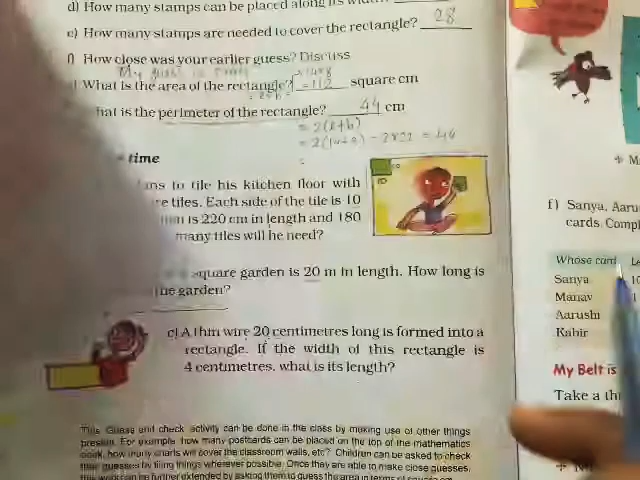 d) How many stamps can be placed along its width?
e) How many stamps are needed to cover the rectangle? 28
f) How close was your earlier guess? Discuss
What is the area of the rectangle? = 112 square cm
hat is the perimeter of the rectangle? 44 cm
= 2(l+b)
= 2(14+8) = 2×22 = 44
time
ns to tile his kitchen floor with
re tiles. Each side of the tile is 10
is 220 cm in length and 180
many tiles will he need?
square garden is 20 m in length. How long is
he garden?
c) A thin wire 20 centimetres long is formed into a
rectangle. If the width of this rectangle is
4 centimetres, what is its length?
This Guess and check activity can be done in the class by making use of other things
present. For example, how many postcards can be placed on the top of the mathematics
book, how many charts will cover the classroom walls, etc? Children can be asked to check
their guesses by tiling things wherever possible. Once they are able to make close guesses,
this work can be further extended by asking them to guess the area in terms of
f) Sanya, Aaru
cards. Compl
Whose card Le
Sanya 10
Manav
Aarushi
Kabir
My Belt is
Take a th